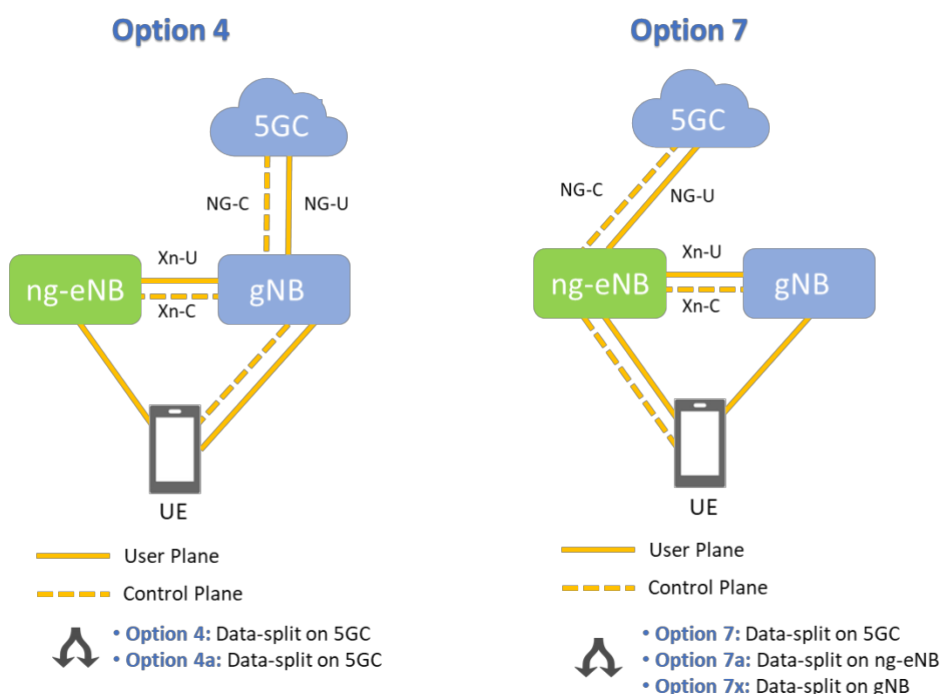 Option 4
5GC
NG-C
NG-U
Xn-U
ng-eNB
gNB
Xn-C
UE
User Plane
Control Plane
• Option 4: Data-split on 5GC
• Option 4a: Data-split on 5GC
Option 7
5GC
NG-C
NG-U
Xn-U
ng-eNB
gNB
Xn-C
UE
User Plane
Control Plane
• Option 7: Data-split on 5GC
• Option 7a: Data-split on ng-eNB
• Option 7x: Data-split on gNB